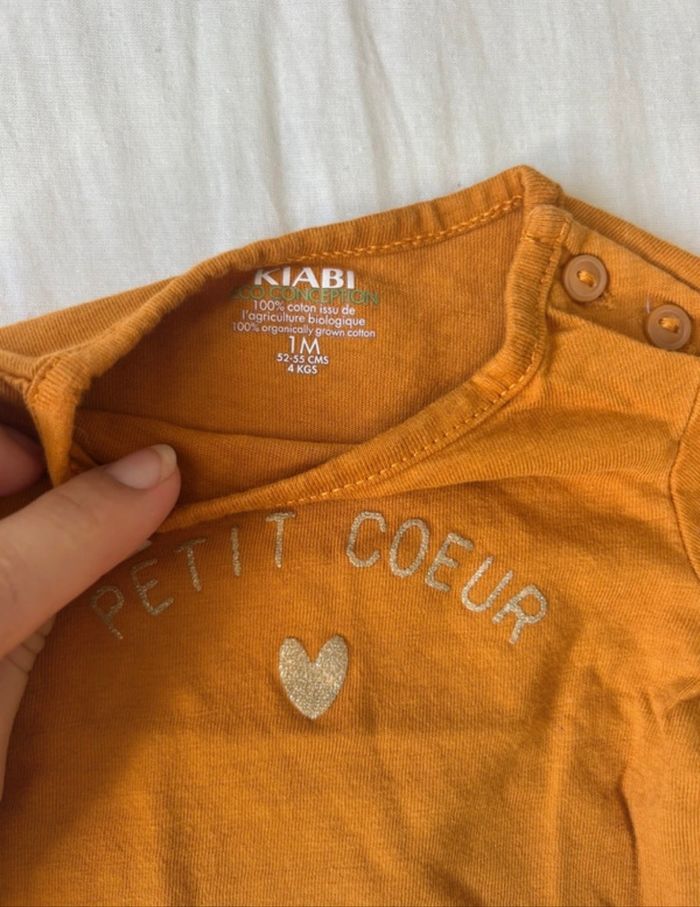 KIABI
ECO CONCEPTION
100% coton issu de
l'agriculture biologique
100% organically grown cotton
1M
52-55 CMS
4 KGS
PETIT COEUR